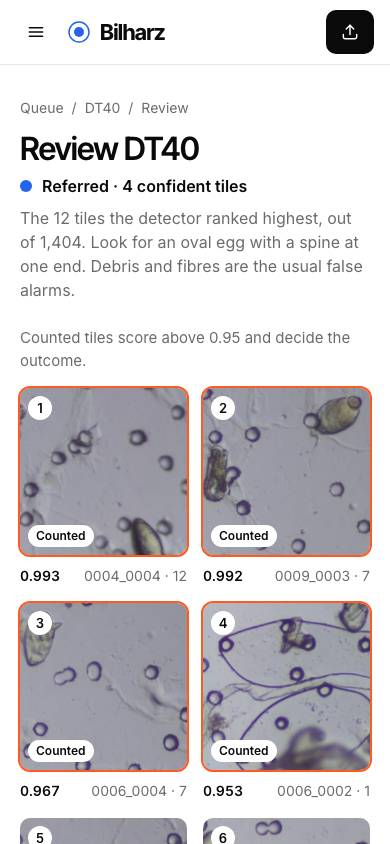 Bilharz
Queue / DT40 / Review
Review DT40
Referred · 4 confident tiles
The 12 tiles the detector ranked highest, out
of 1,404. Look for an oval egg with a spine at
one end. Debris and fibres are the usual false
alarms.
Counted tiles score above 0.95 and decide the
outcome.
1
2
Counted
Counted
0.993 0004_0004 · 12
0.992 0009_0003 · 7
3
4
Counted
Counted
0.967 0006_0004 · 7
0.953 0006_0002 · 1
5
6